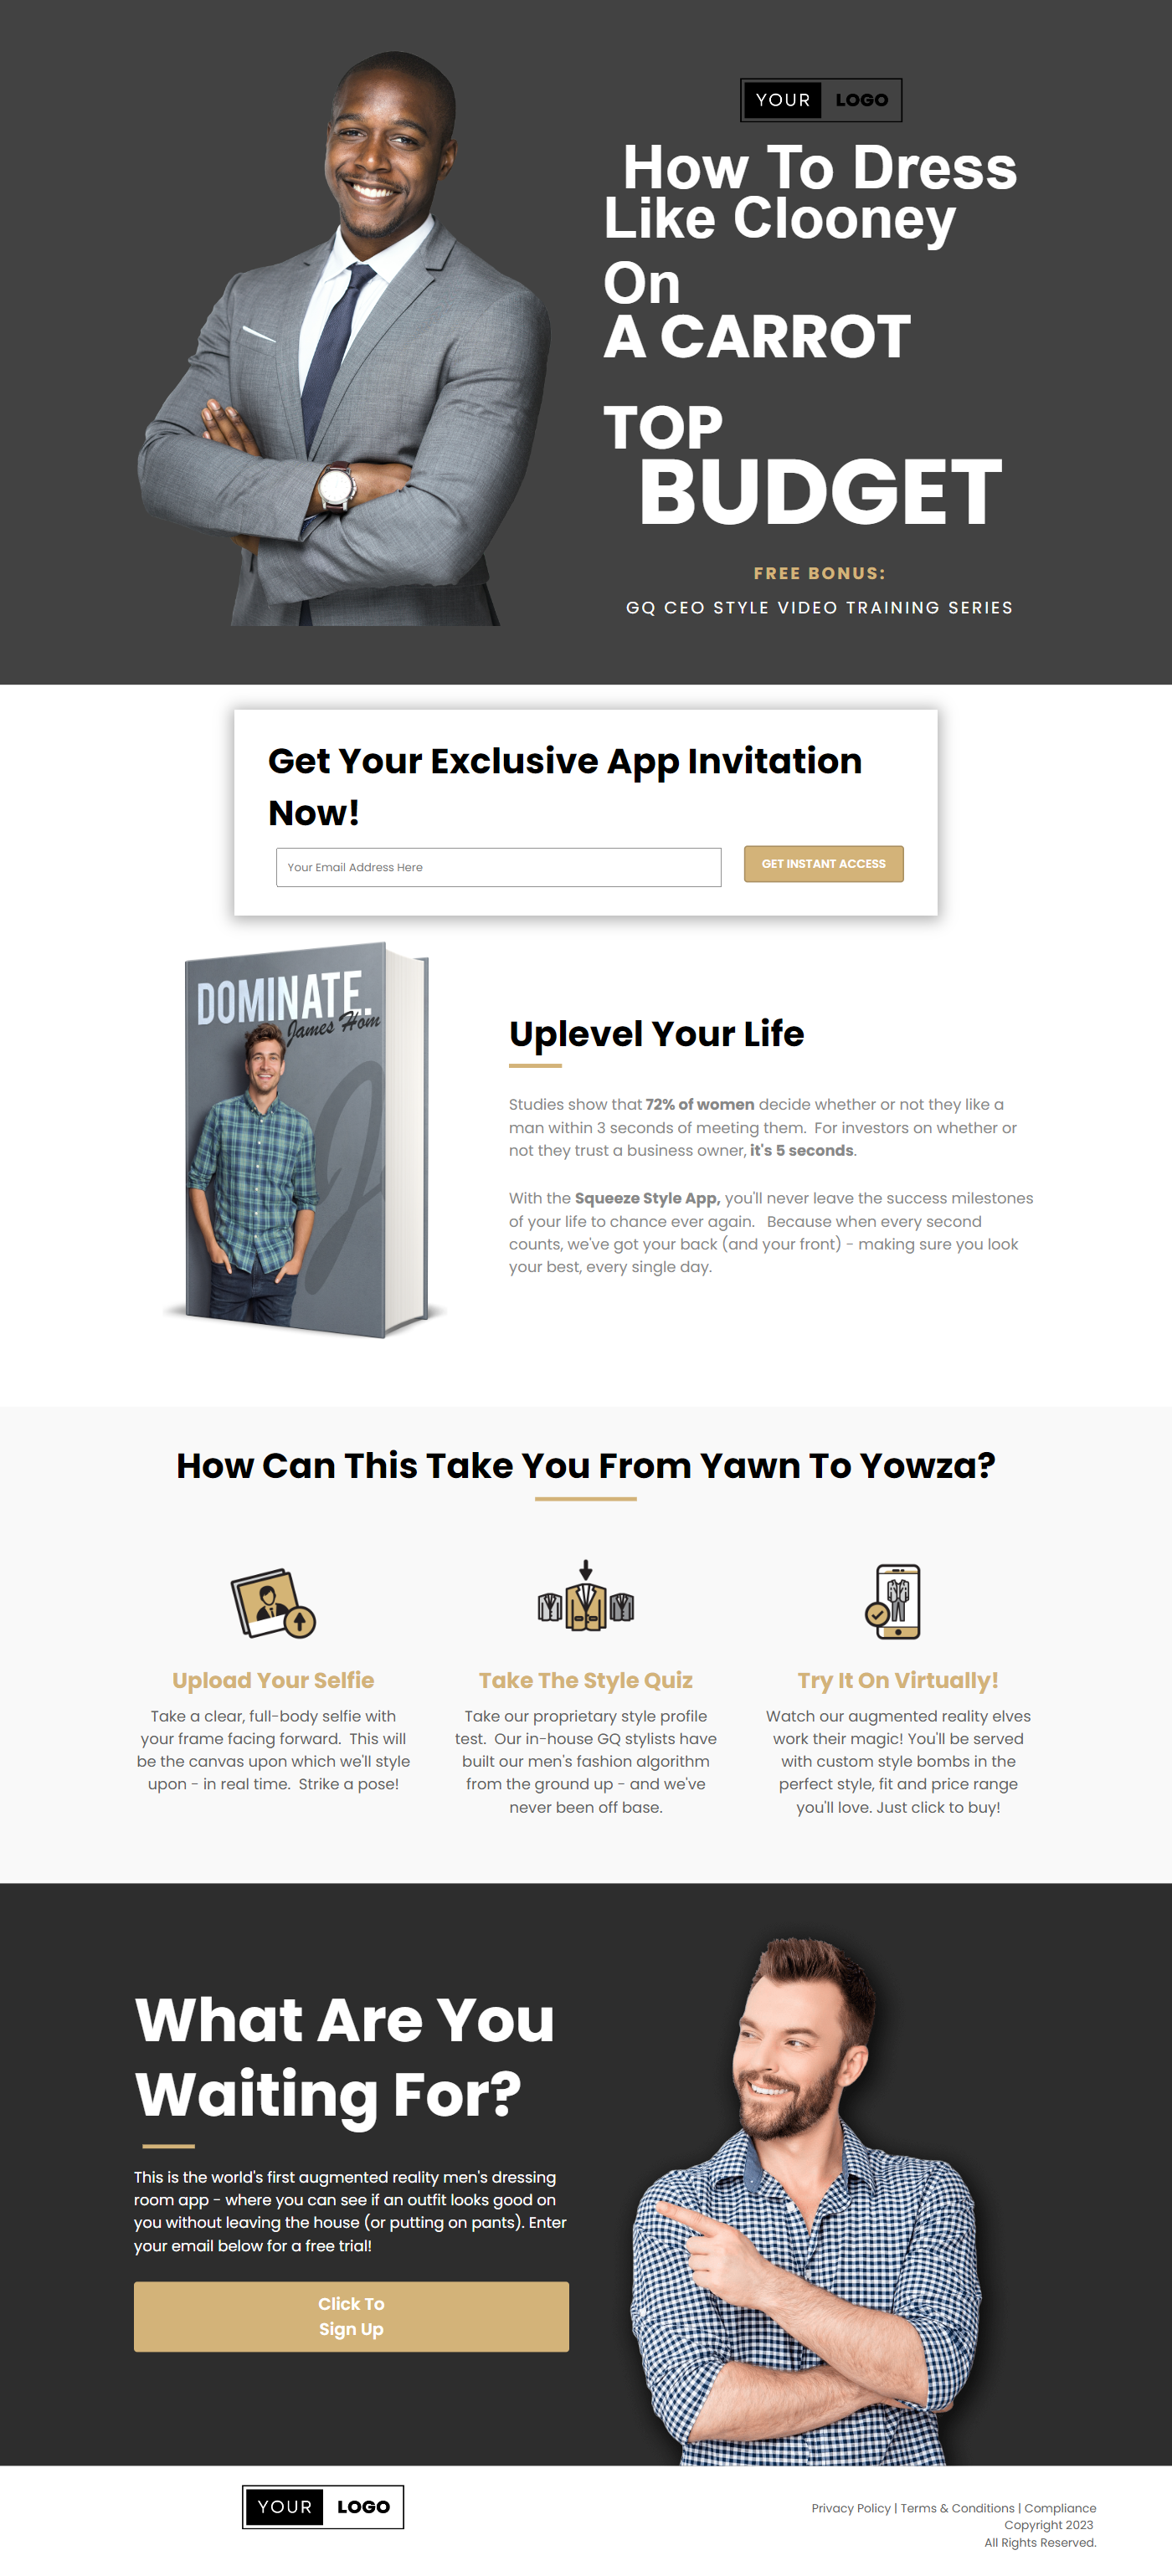 YOUR LOGO
How To Dress
Like Clooney
On
A CARROT
TOP
BUDGET
FREE BONUS:
GQ CEO STYLE VIDEO TRAINING SERIES
Get Your Exclusive App Invitation
Now!
Your Email Address Here
GET INSTANT ACCESS
DOMINATE.
James Hom
J
Uplevel Your Life
Studies show that 72% of women decide whether or not they like a
man within 3 seconds of meeting them. For investors on whether or
not they trust a business owner, it's 5 seconds.
With the Squeeze Style App, you'll never leave the success milestones
of your life to chance ever again. Because when every second
counts, we've got your back (and your front) - making sure you look
your best, every single day.
How Can This Take You From Yawn To Yowza?
Upload Your Selfie
Take a clear, full-body selfie with
your frame facing forward. This will
be the canvas upon which we'll style
upon - in real time. Strike a pose!
Take The Style Quiz
Take our proprietary style profile
test. Our in-house GQ stylists have
built our men's fashion algorithm
from the ground up - and we've
never been off base.
Try It On Virtually!
Watch our augmented reality elves
work their magic! You'll be served
with custom style bombs in the
perfect style, fit and price range
you'll love. Just click to buy!
What Are You
Waiting For?
This is the world's first augmented reality men's dressing
room app - where you can see if an outfit looks good on
you without leaving the house (or putting on pants). Enter
your email below for a free trial!
Click To
Sign Up
YOUR LOGO
Privacy Policy | Terms & Conditions | Compliance
Copyright 2023
All Rights Reserved.